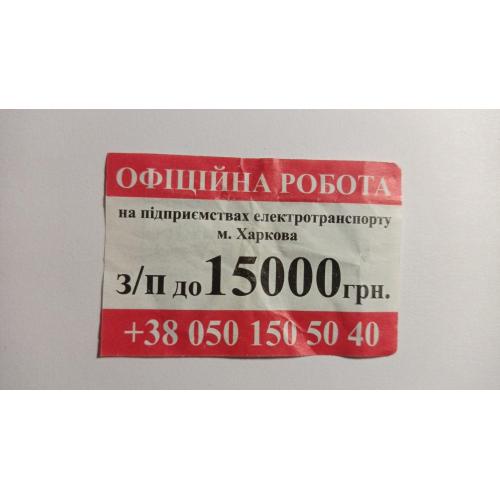 ОФІЦІЙНА РОБОТА
на підприємствах електротранспорту
м. Харкова
З/П до 15000 грн.
+38 050 150 50 40